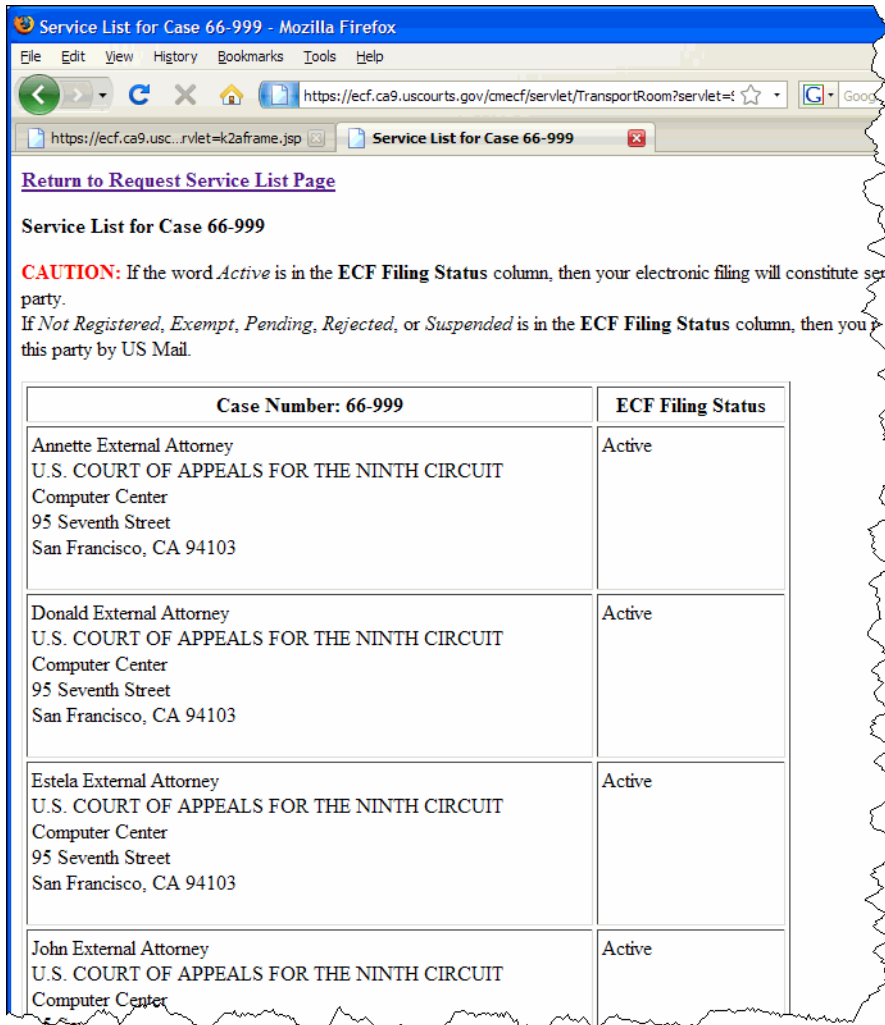 Service List for Case 66-999 - Mozilla Firefox
File Edit View History Bookmarks Tools Help
https://ecf.ca9.uscourts.gov/cmecf/servlet/TransportRoom?servlet= G Goog
https://ecf.ca9.usc...rvlet=k2aframe.jsp Service List for Case 66-999
Return to Request Service List Page
Service List for Case 66-999
CAUTION: If the word Active is in the ECF Filing Status column, then your electronic filing will constitute
party.
If Not Registered, Exempt, Pending, Rejected, or Suspended is in the ECF Filing Status column, then you
this party by US Mail.
Case Number: 66-999 ECF Filing Status
Annette External Attorney Active
U.S. COURT OF APPEALS FOR THE NINTH CIRCUIT
Computer Center
95 Seventh Street
San Francisco, CA 94103
Donald External Attorney Active
U.S. COURT OF APPEALS FOR THE NINTH CIRCUIT
Computer Center
95 Seventh Street
San Francisco, CA 94103
Estela External Attorney Active
U.S. COURT OF APPEALS FOR THE NINTH CIRCUIT
Computer Center
95 Seventh Street
San Francisco, CA 94103
John External Attorney Active
U.S. COURT OF APPEALS FOR THE NINTH CIRCUIT
Computer Center